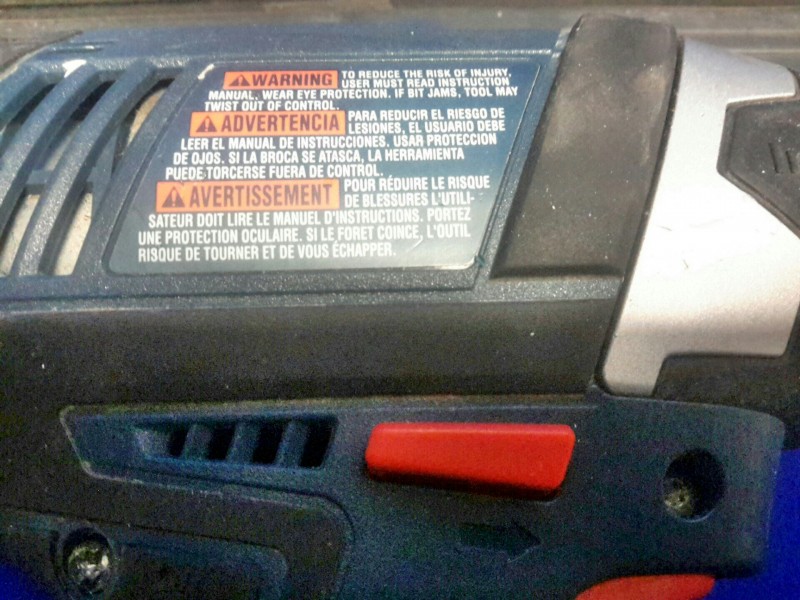 WARNING TO REDUCE THE RISK OF INJURY,
USER MUST READ INSTRUCTION
MANUAL. WEAR EYE PROTECTION. IF BIT JAMS, TOOL MAY
TWIST OUT OF CONTROL.
ADVERTENCIA PARA REDUCIR EL RIESGO DE
LESIONES, EL USUARIO DEBE
LEER EL MANUAL DE INSTRUCCIONES. USAR PROTECCION
DE OJOS. SI LA BROCA SE ATASCA, LA HERRAMIENTA
PUEDE TORCERSE FUERA DE CONTROL.
AVERTISSEMENT POUR RÉDUIRE LE RISQUE
DE BLESSURES L'UTILI-
SATEUR DOIT LIRE LE MANUEL D'INSTRUCTIONS. PORTEZ
UNE PROTECTION OCULAIRE. SI LE FORET COINCE, L'OUTIL
RISQUE DE TOURNER ET DE VOUS ÉCHAPPER.